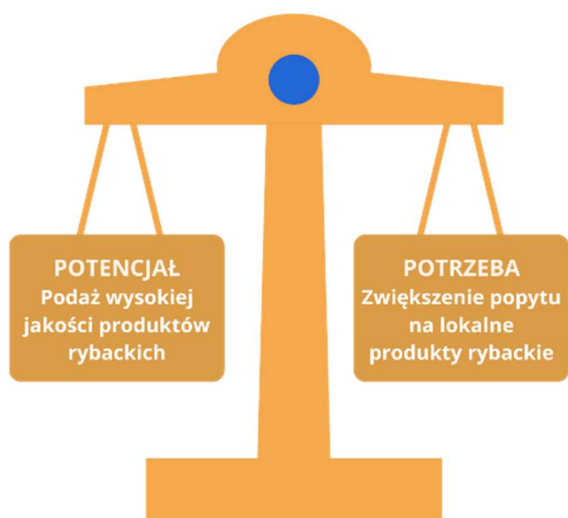 POTENCJAŁ
Podaż wysokiej
jakości produktów
rybackich
POTRZEBA
Zwiększenie popytu
na lokalne
produkty rybackie